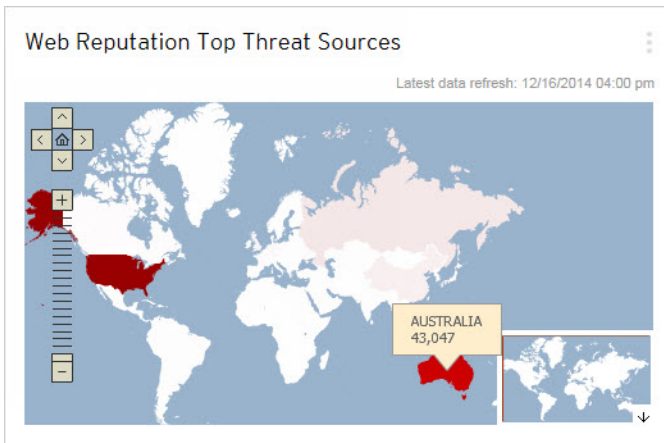 Web Reputation Top Threat Sources
Latest data refresh: 12/16/2014 04:00 pm
AUSTRALIA
43,047